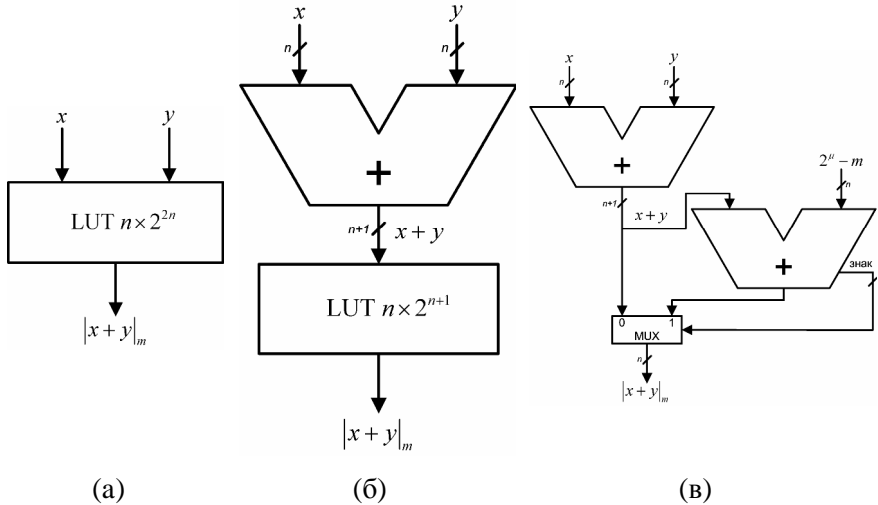 x
y
LUT n × 2^{2n}
|x + y|_m
(а)
x
y
n
n
+
n+1
x + y
LUT n × 2^{n+1}
|x + y|_m
(б)
x
y
n
n
+
n+1
x + y
2^μ − m
n
+
знак
0
1
MUX
n
|x + y|_m
(в)